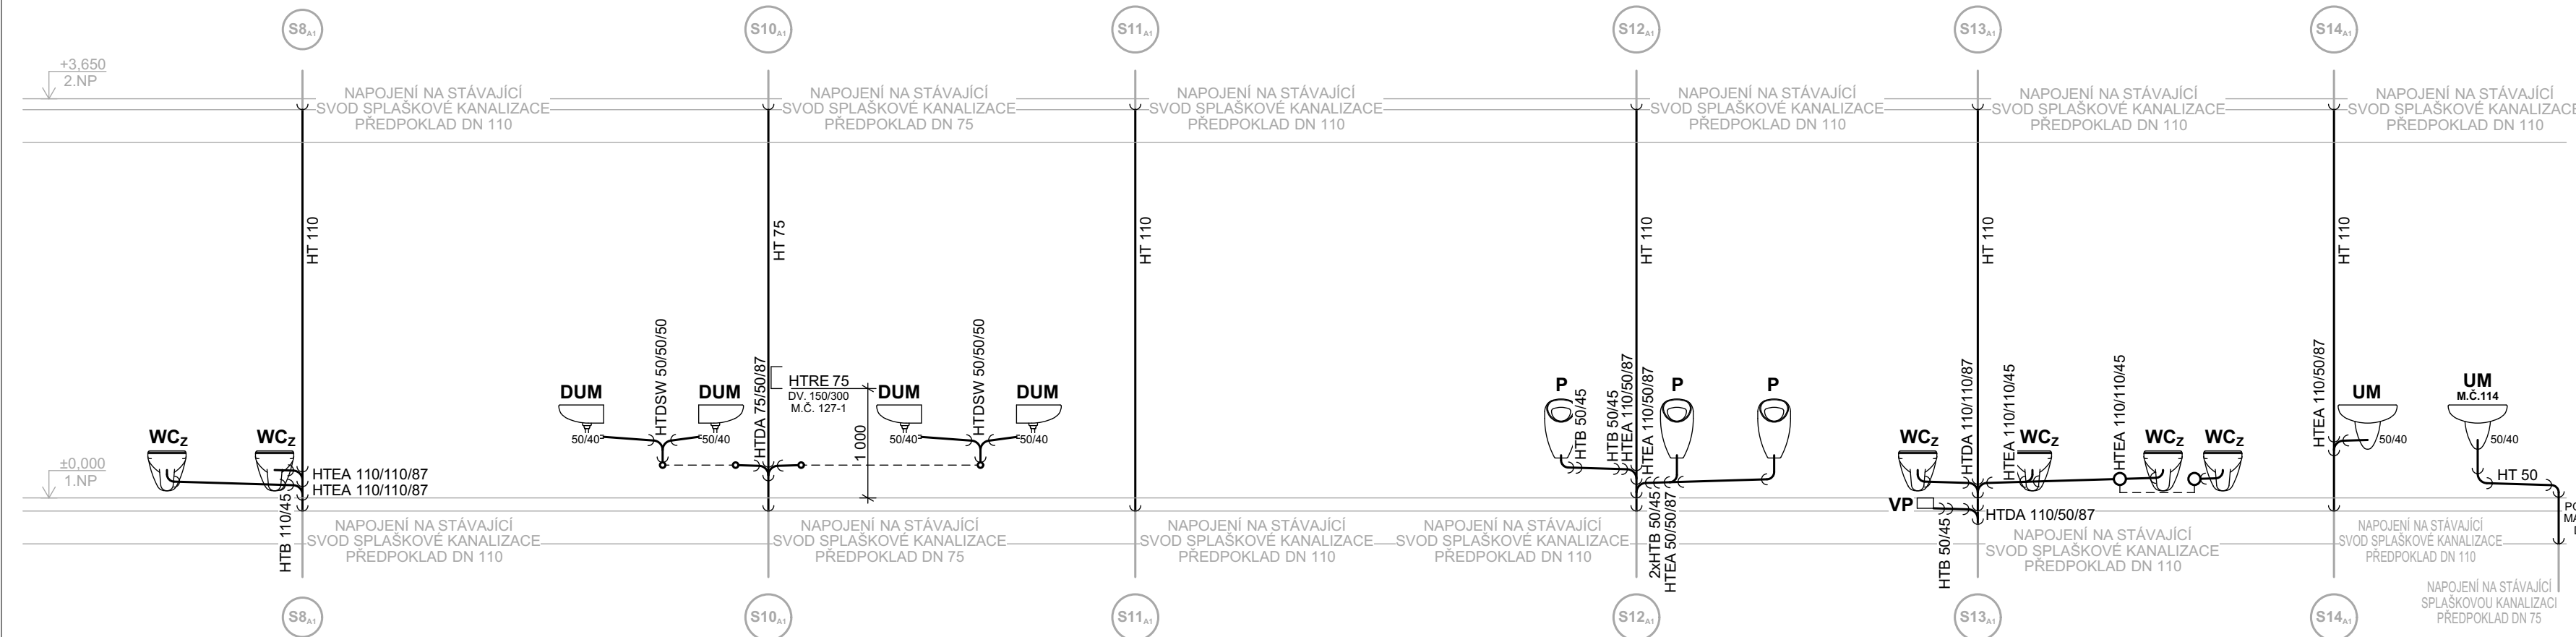 S8A1
S10A1
S11A1
S12A1
S13A1
S14A1
+3,650
2.NP
NAPOJENÍ NA STÁVAJÍCÍ
SVOD SPLAŠKOVÉ KANALIZACE
PŘEDPOKLAD DN 110
NAPOJENÍ NA STÁVAJÍCÍ
SVOD SPLAŠKOVÉ KANALIZACE
PŘEDPOKLAD DN 75
NAPOJENÍ NA STÁVAJÍCÍ
SVOD SPLAŠKOVÉ KANALIZACE
PŘEDPOKLAD DN 110
NAPOJENÍ NA STÁVAJÍCÍ
SVOD SPLAŠKOVÉ KANALIZACE
PŘEDPOKLAD DN 110
NAPOJENÍ NA STÁVAJÍCÍ
SVOD SPLAŠKOVÉ KANALIZACE
PŘEDPOKLAD DN 110
NAPOJENÍ NA STÁVAJÍCÍ
SVOD SPLAŠKOVÉ KANALIZACE
PŘEDPOKLAD DN 110
HT 110
HT 75
HT 110
HT 110
HT 110
HT 110
±0,000
1.NP
WCZ
WCZ
HTEA 110/110/87
HTEA 110/110/87
HTB 110/45
DUM
50/40
HTDSW 50/50/50
DUM
50/40
HTDA 75/50/87
HTRE 75
DV. 150/300
M.Č. 127-1
1 000
DUM
50/40
HTDSW 50/50/50
DUM
50/40
P
HTB 50/45
HTB 50/45
HTEA 110/50/87
HTEA 110/50/87
P
P
2xHTB 50/45
HTEA 50/50/87
WCZ
HTDA 110/110/87
HTEA 110/110/45
WCZ
HTEA 110/110/45
WCZ
WCZ
VP
HTB 50/45
HTDA 110/50/87
HTEA 110/50/87
UM
50/40
UM
M.Č.114
50/40
HT 50
NAPOJENÍ NA STÁVAJÍCÍ
SVOD SPLAŠKOVÉ KANALIZACE
PŘEDPOKLAD DN 110
NAPOJENÍ NA STÁVAJÍCÍ
SVOD SPLAŠKOVÉ KANALIZACE
PŘEDPOKLAD DN 75
NAPOJENÍ NA STÁVAJÍCÍ
SVOD SPLAŠKOVÉ KANALIZACE
PŘEDPOKLAD DN 110
NAPOJENÍ NA STÁVAJÍCÍ
SVOD SPLAŠKOVÉ KANALIZACE
PŘEDPOKLAD DN 110
NAPOJENÍ NA STÁVAJÍCÍ
SVOD SPLAŠKOVÉ KANALIZACE
PŘEDPOKLAD DN 110
NAPOJENÍ NA STÁVAJÍCÍ
SVOD SPLAŠKOVÉ KANALIZACE
PŘEDPOKLAD DN 110
NAPOJENÍ NA STÁVAJÍCÍ
SPLAŠKOVOU KANALIZACI
PŘEDPOKLAD DN 75
S8A1
S10A1
S11A1
S12A1
S13A1
S14A1